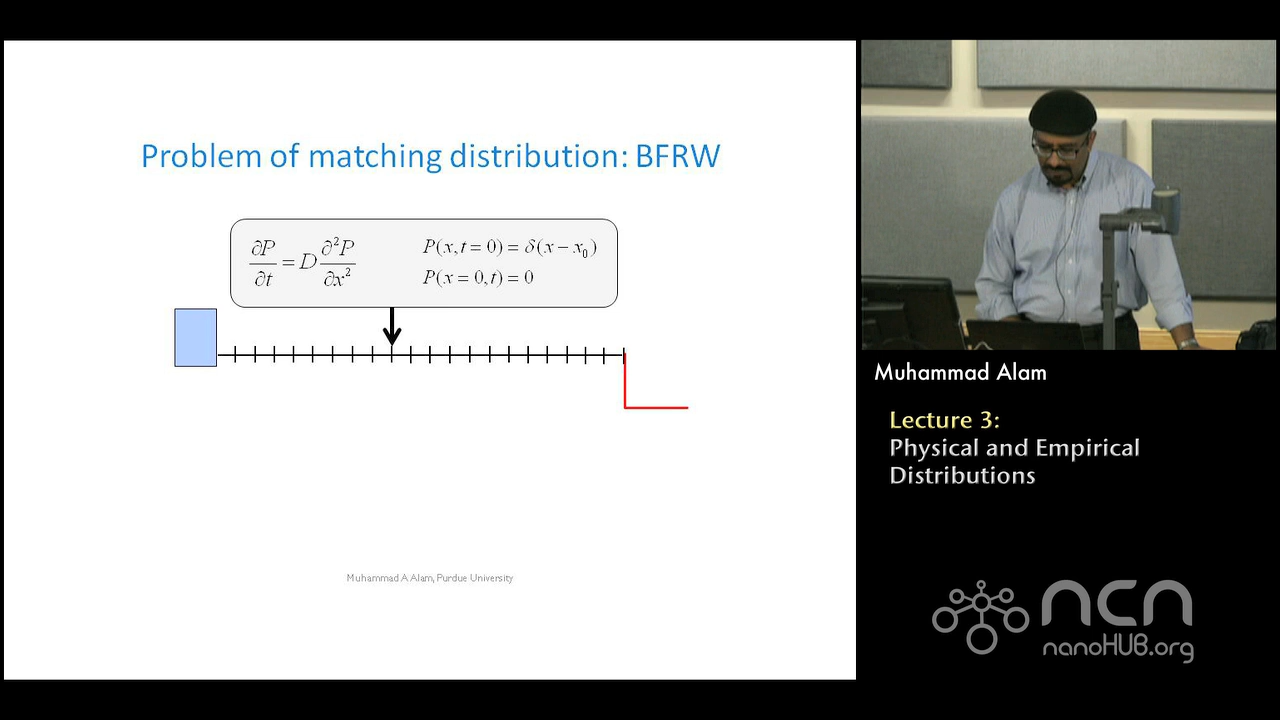 Problem of matching distribution: BFRW
∂P/∂t = D ∂²P/∂x²
P(x,t=0) = δ(x−x₀)
P(x=0,t) = 0
Muhammad A Alam, Purdue University
Muhammad Alam
Lecture 3:
Physical and Empirical
Distributions
ncn
nanoHUB.org